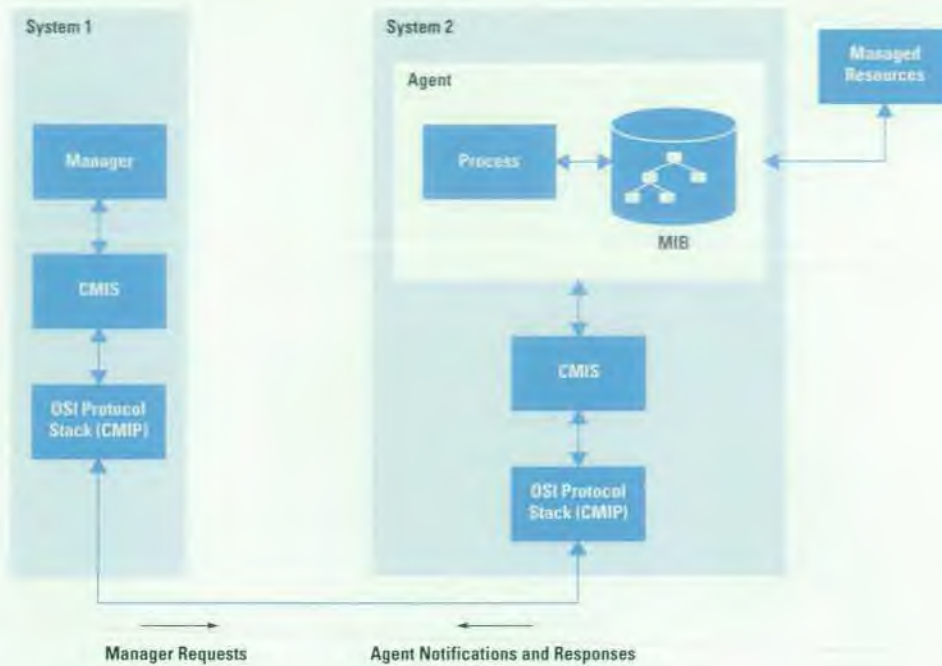 System 1
System 2
Managed
Resources
Agent
Manager
Process
MIB
CMIS
CMIS
OSI Protocol
Stack (CMIP)
OSI Protocol
Stack (CMIP)
Manager Requests
Agent Notifications and Responses